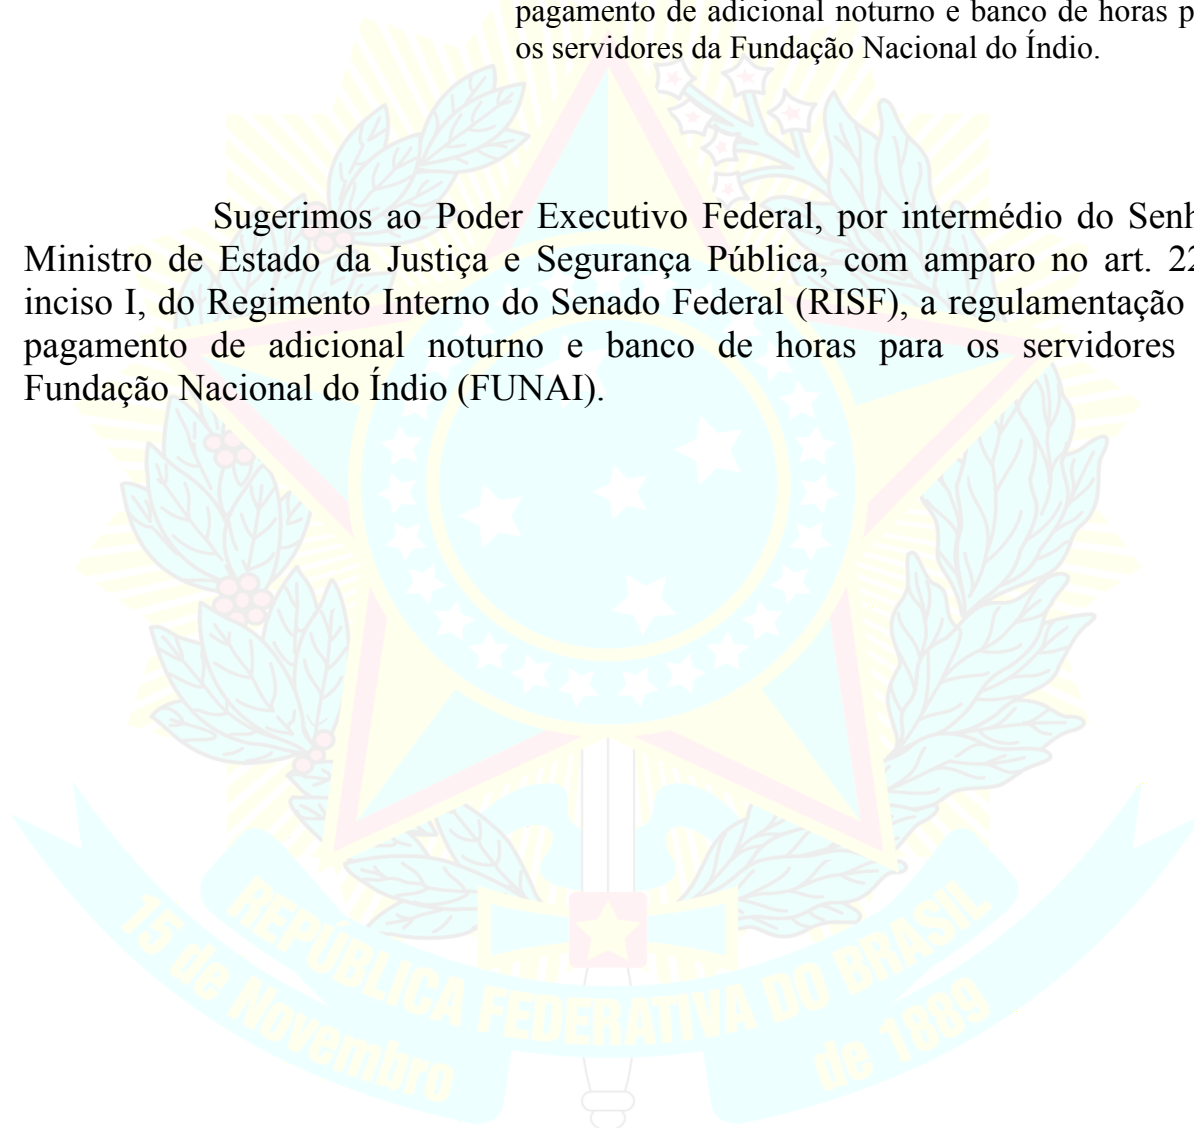 pagamento de adicional noturno e banco de horas p
os servidores da Fundação Nacional do Índio.
Sugerimos ao Poder Executivo Federal, por intermédio do Senh
Ministro de Estado da Justiça e Segurança Pública, com amparo no art. 22
inciso I, do Regimento Interno do Senado Federal (RISF), a regulamentação
pagamento de adicional noturno e banco de horas para os servidores
Fundação Nacional do Índio (FUNAI).
REPÚBLICA FEDERATIVA DO BRASIL
15 de Novembro
de 1889